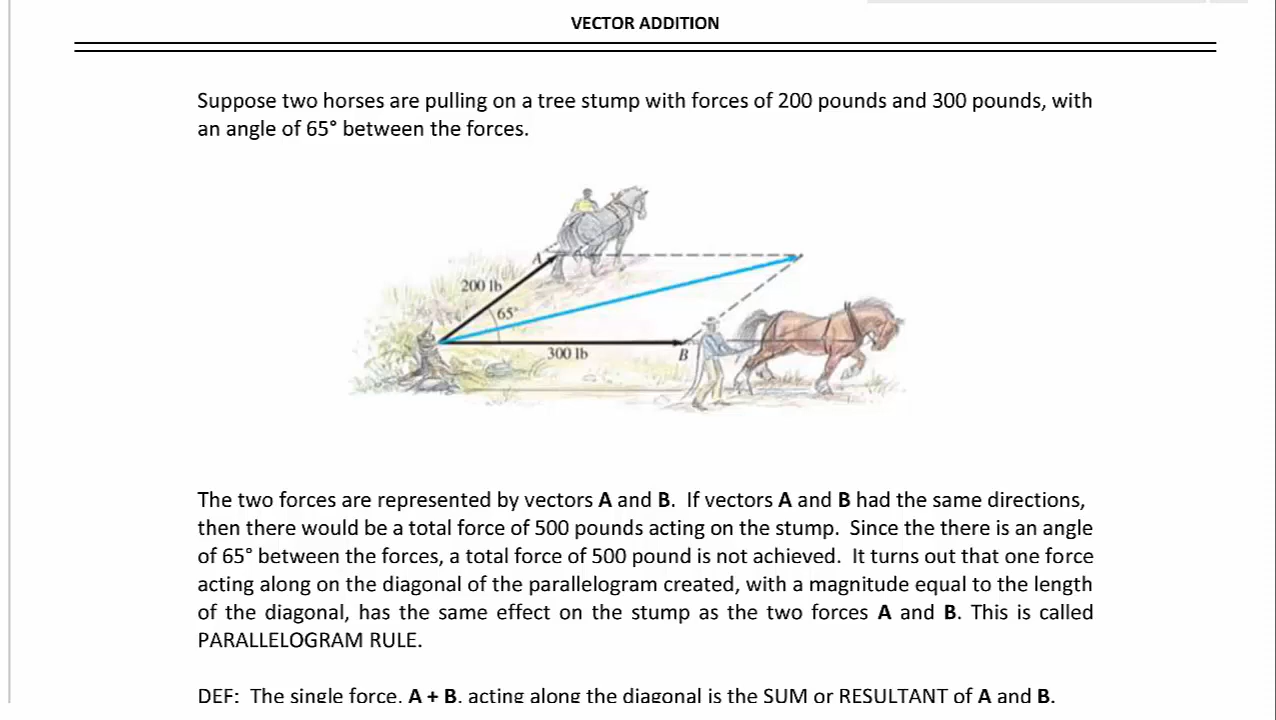 VECTOR ADDITION
Suppose two horses are pulling on a tree stump with forces of 200 pounds and 300 pounds, with
an angle of 65° between the forces.
A
200 lb
65°
300 lb
B
The two forces are represented by vectors A and B. If vectors A and B had the same directions,
then there would be a total force of 500 pounds acting on the stump. Since the there is an angle
of 65° between the forces, a total force of 500 pound is not achieved. It turns out that one force
acting along on the diagonal of the parallelogram created, with a magnitude equal to the length
of the diagonal, has the same effect on the stump as the two forces A and B. This is called
PARALLELOGRAM RULE.
DEF: The single force, A + B, acting along the diagonal is the SUM or RESULTANT of A and B.